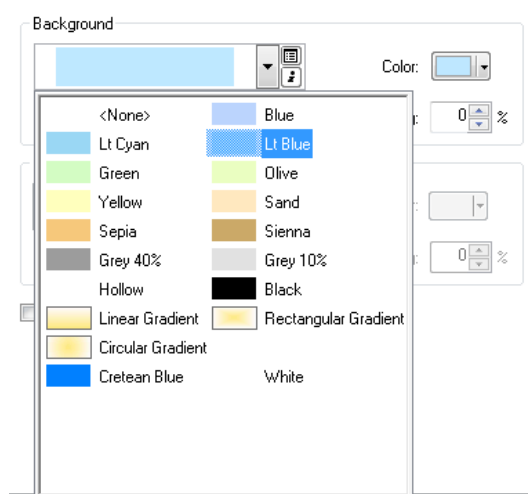 Background
Color:
<None> Blue
g: 0 %
Lt Cyan Lt Blue
Green Olive
Yellow Sand
Sepia Sienna
Grey 40% Grey 10%
g: 0 %
Hollow Black
Linear Gradient Rectangular Gradient
Circular Gradient
Cretean Blue White